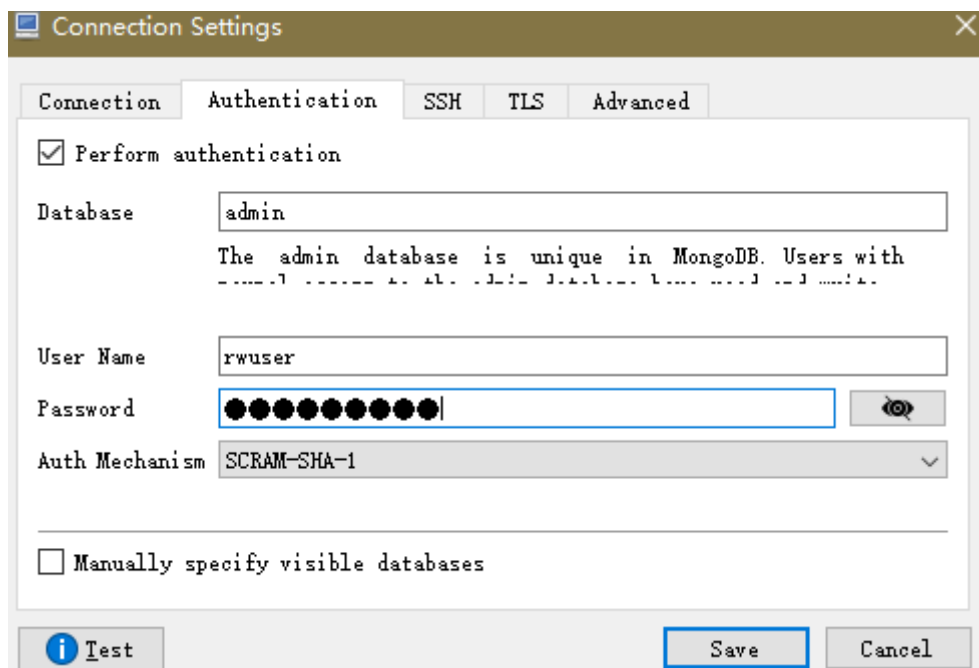 Connection Settings
Connection Authentication SSH TLS Advanced
Perform authentication
Database admin
The admin database is unique in MongoDB. Users with
User Name rwuser
Password ●●●●●●●●●
Auth Mechanism SCRAM-SHA-1
Manually specify visible databases
Test Save Cancel